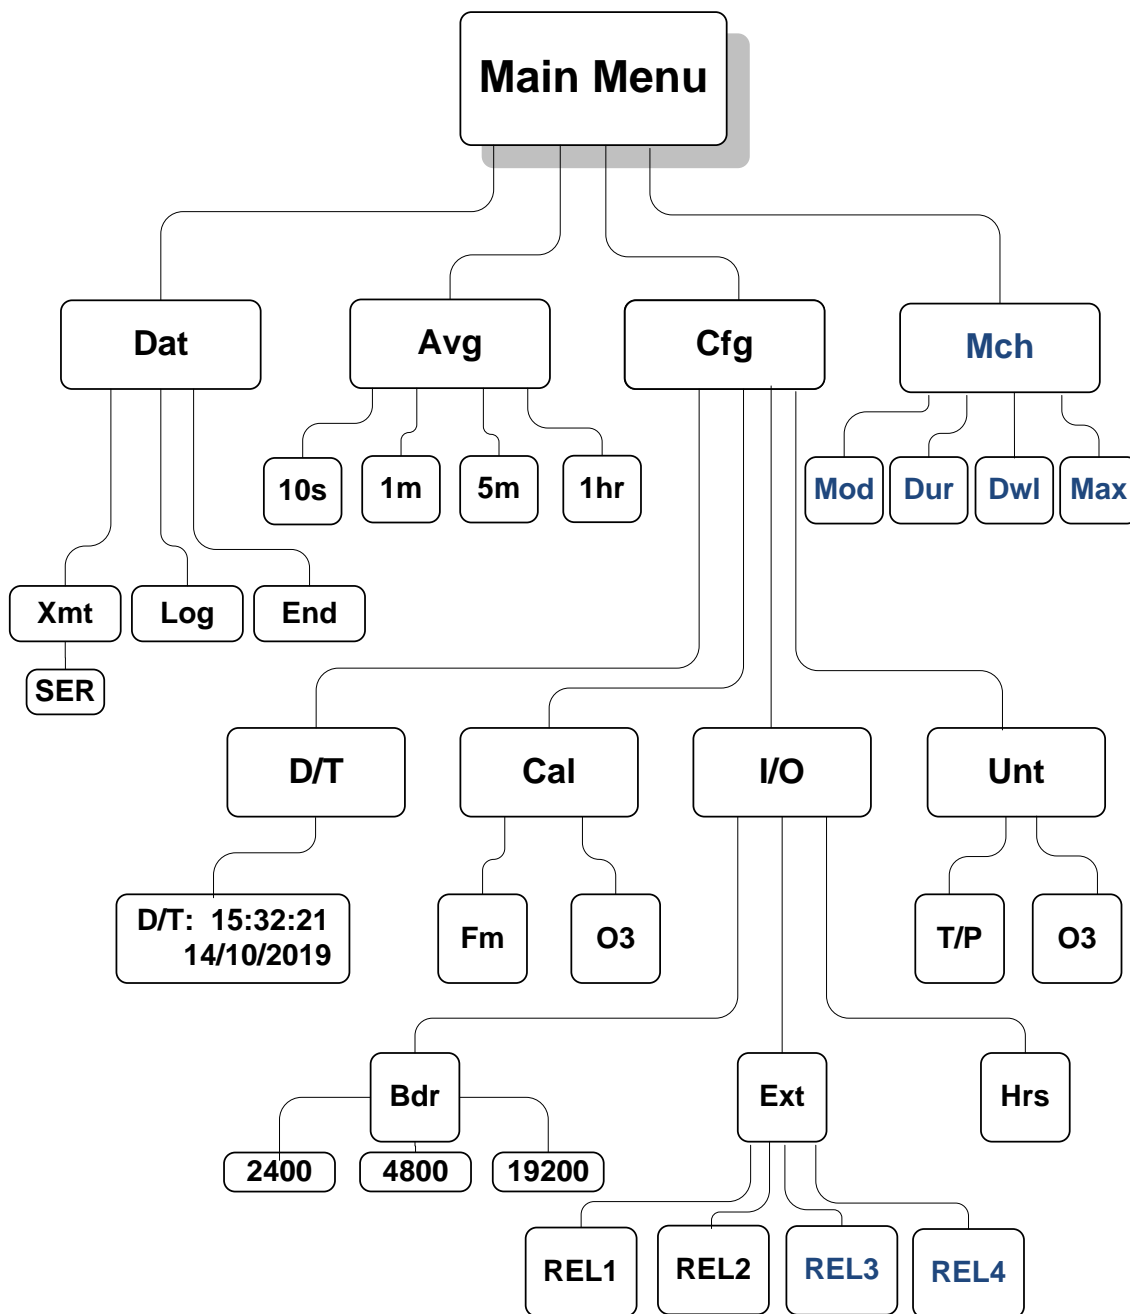 Main Menu
Dat
Avg
Cfg
Mch
10s
1m
5m
1hr
Mod
Dur
Dwl
Max
Xmt
Log
End
SER
D/T
Cal
I/O
Unt
D/T: 15:32:21
14/10/2019
Fm
O3
T/P
O3
Bdr
Ext
Hrs
2400
4800
19200
REL1
REL2
REL3
REL4